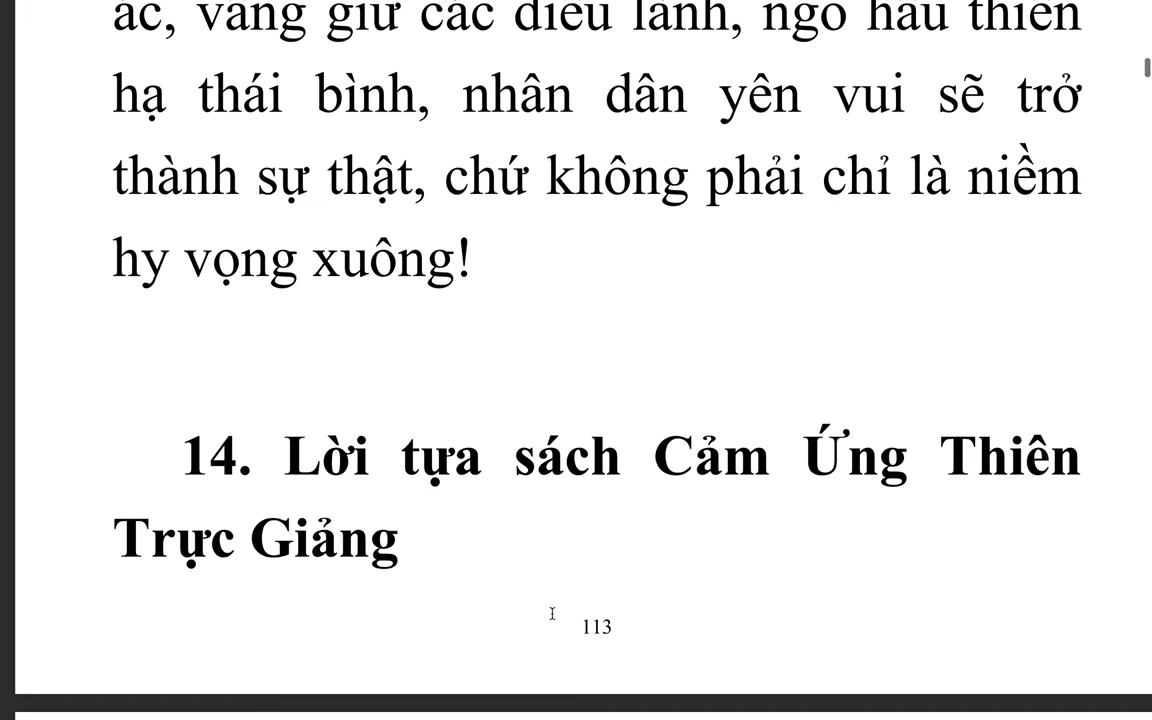 ác, vâng giữ các điều lành, ngõ hầu thiên
hạ thái bình, nhân dân yên vui sẽ trở
thành sự thật, chứ không phải chỉ là niềm
hy vọng xuông!
14. Lời tựa sách Cảm Ứng Thiên
Trực Giảng
113